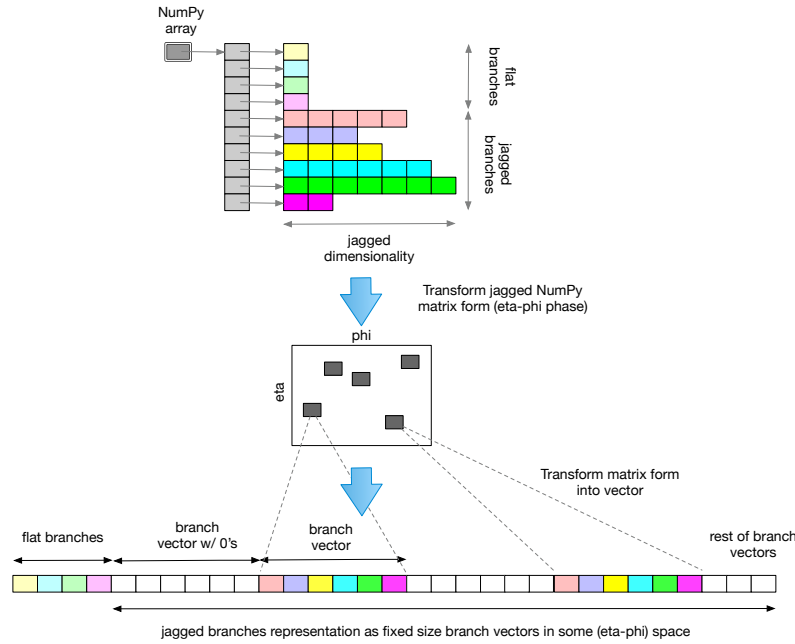 NumPy
array
flat
branches
jagged
branches
jagged
dimensionality
Transform jagged NumPy
matrix form (eta-phi phase)
phi
eta
Transform matrix form
into vector
flat branches
branch
vector w/ 0's
branch
vector
rest of branch
vectors
jagged branches representation as fixed size branch vectors in some (eta-phi) space